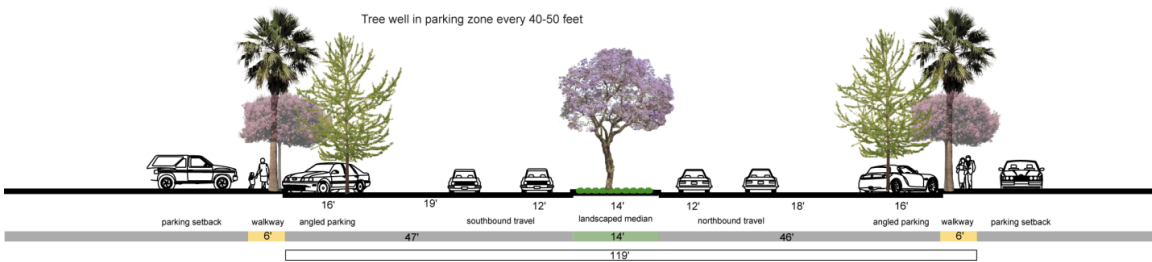 Tree well in parking zone every 40-50 feet
16' 19' 12' 14' 12' 18' 16'
parking setback walkway angled parking southbound travel landscaped median northbound travel angled parking walkway parking setback
6' 47' 14' 46' 6'
119'